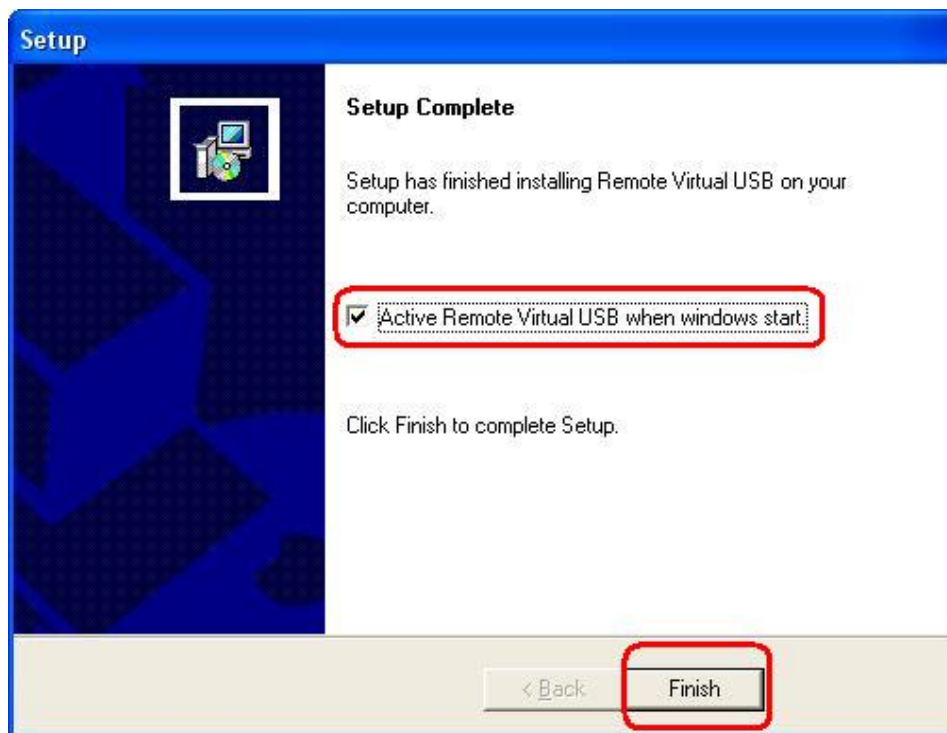 Setup
Setup Complete
Setup has finished installing Remote Virtual USB on your
computer.
Active Remote Virtual USB when windows start.
Click Finish to complete Setup.
< Back
Finish